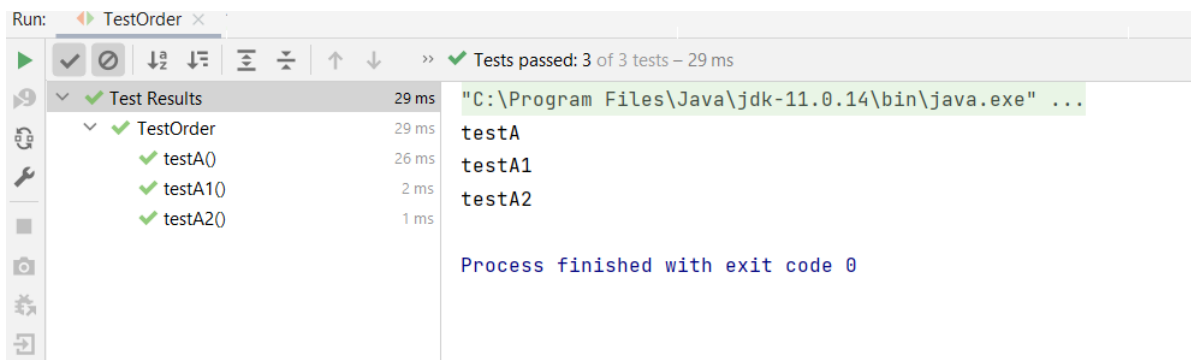 Run: TestOrder
Tests passed: 3 of 3 tests – 29 ms
Test Results 29 ms
TestOrder 29 ms
testA() 26 ms
testA1() 2 ms
testA2() 1 ms
"C:\Program Files\Java\jdk-11.0.14\bin\java.exe" ...
testA
testA1
testA2
Process finished with exit code 0